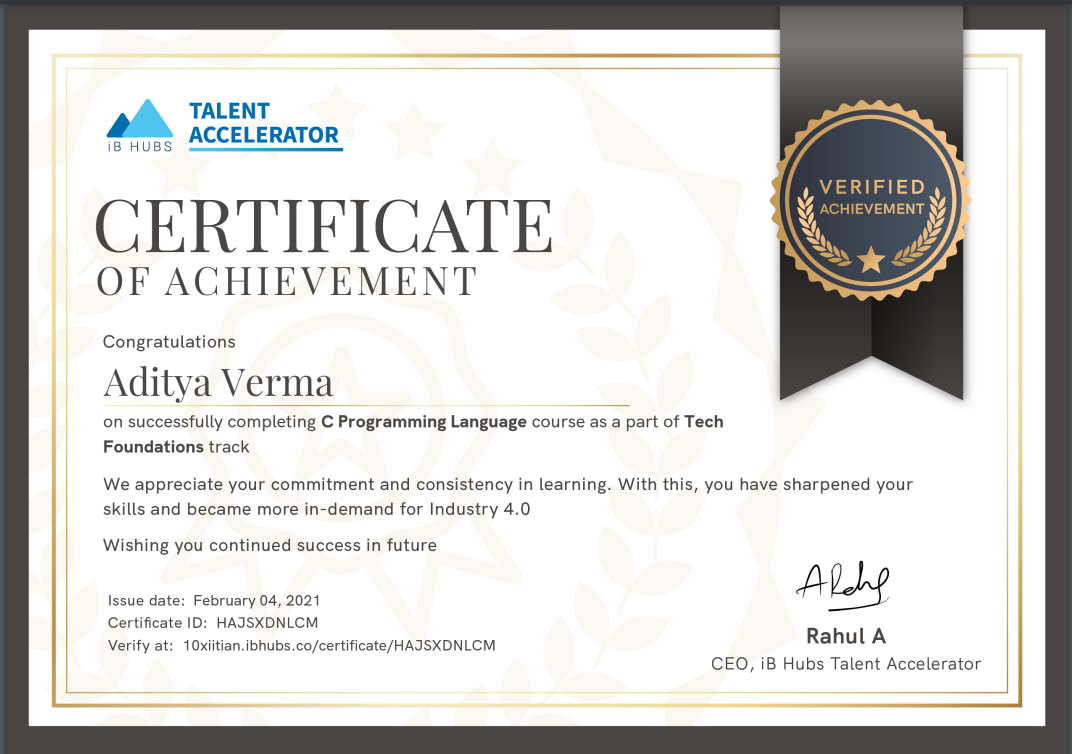 TALENT
ACCELERATOR
iB HUBS
VERIFIED
ACHIEVEMENT
CERTIFICATE
OF ACHIEVEMENT
Congratulations
Aditya Verma
on successfully completing C Programming Language course as a part of Tech
Foundations track
We appreciate your commitment and consistency in learning. With this, you have sharpened your
skills and became more in-demand for Industry 4.0
Wishing you continued success in future
Issue date: February 04, 2021
Certificate ID: HAJSXDNLCM
Verify at: 10xiitian.ibhubs.co/certificate/HAJSXDNLCM
Rahul A
CEO, iB Hubs Talent Accelerator